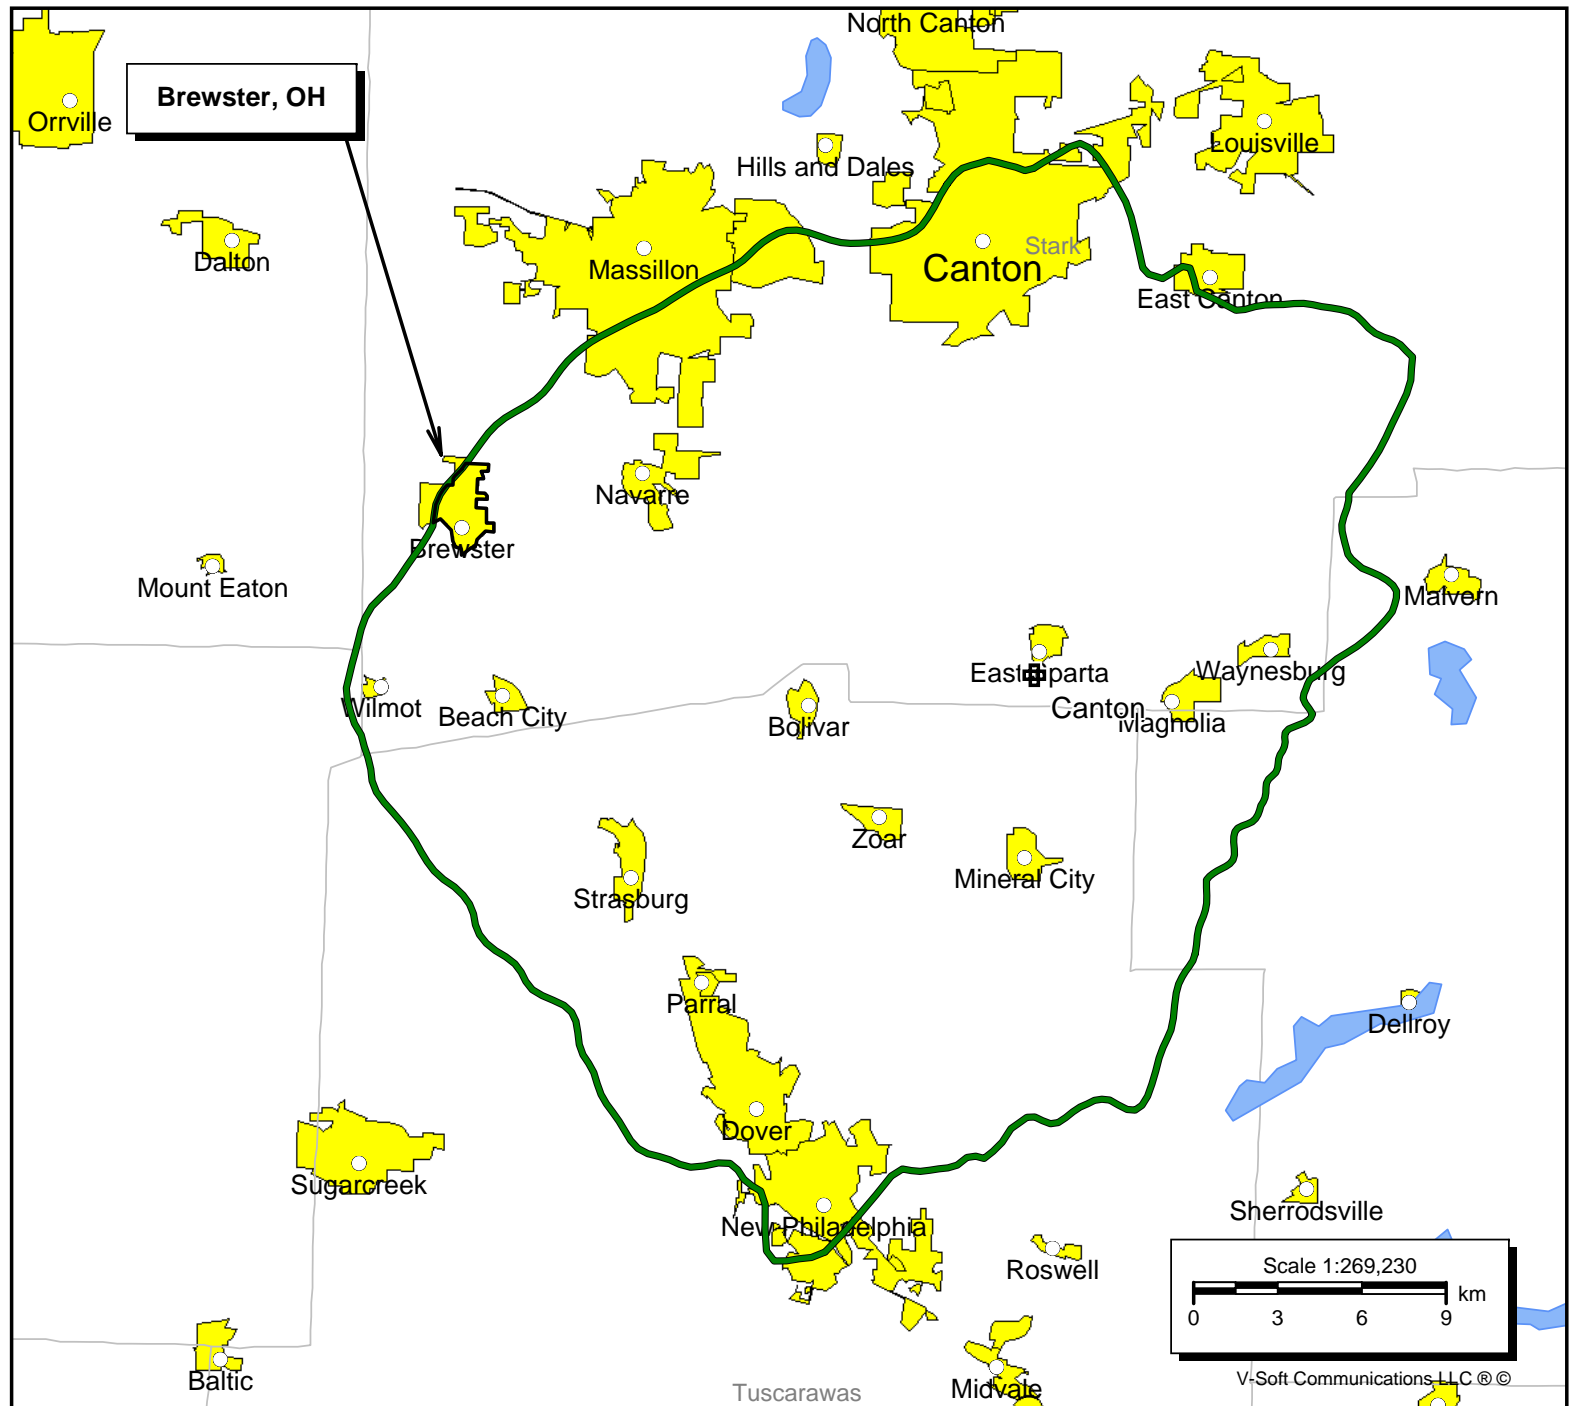 North Canton
Brewster, OH
Orrville
Louisville
Hills and Dales
Stark
Dalton
Massillon
Canton
East Canton
Navarre
Brewster
Mount Eaton
Malvern
East Sparta
Waynesburg
Wilmot
Beach City
Canton
Magnolia
Bolivar
Zoar
Mineral City
Strasburg
Parral
Dellroy
Dover
Sugarcreek
Sherrodsville
New Philadelphia
Roswell
Scale 1:269,230
km
0 3 6 9
Baltic
V-Soft Communications LLC ® ©
Midvale
Tuscarawas